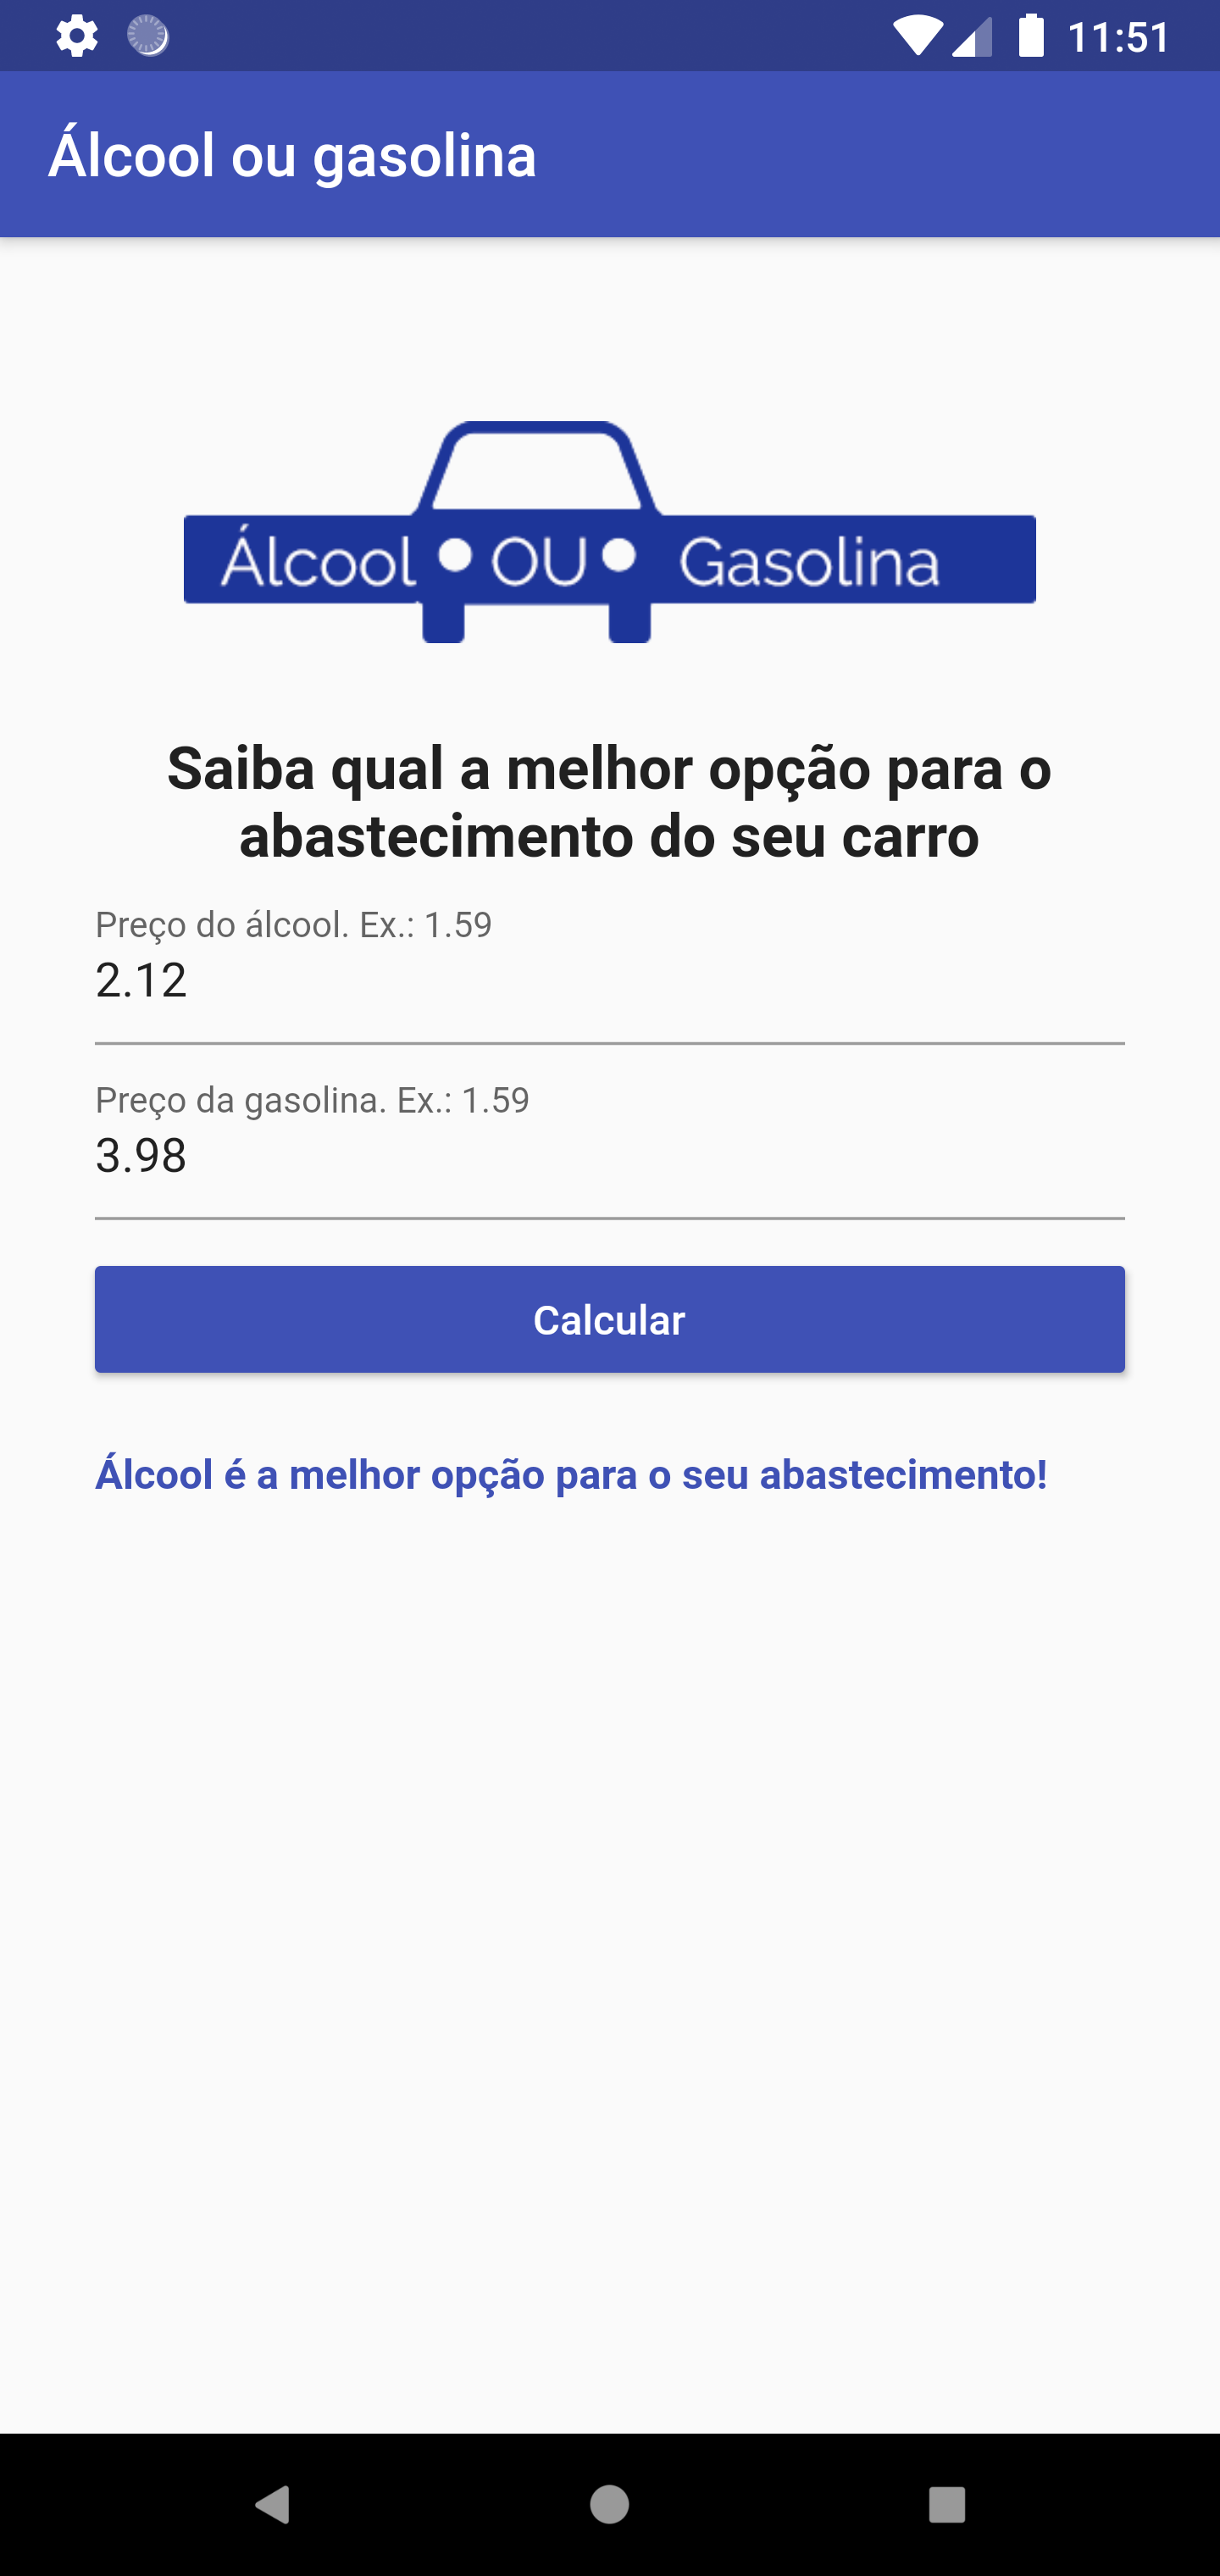 11:51
Álcool ou gasolina
Álcool OU Gasolina
Saiba qual a melhor opção para o
abastecimento do seu carro
Preço do álcool. Ex.: 1.59
2.12
Preço da gasolina. Ex.: 1.59
3.98
Calcular
Álcool é a melhor opção para o seu abastecimento!